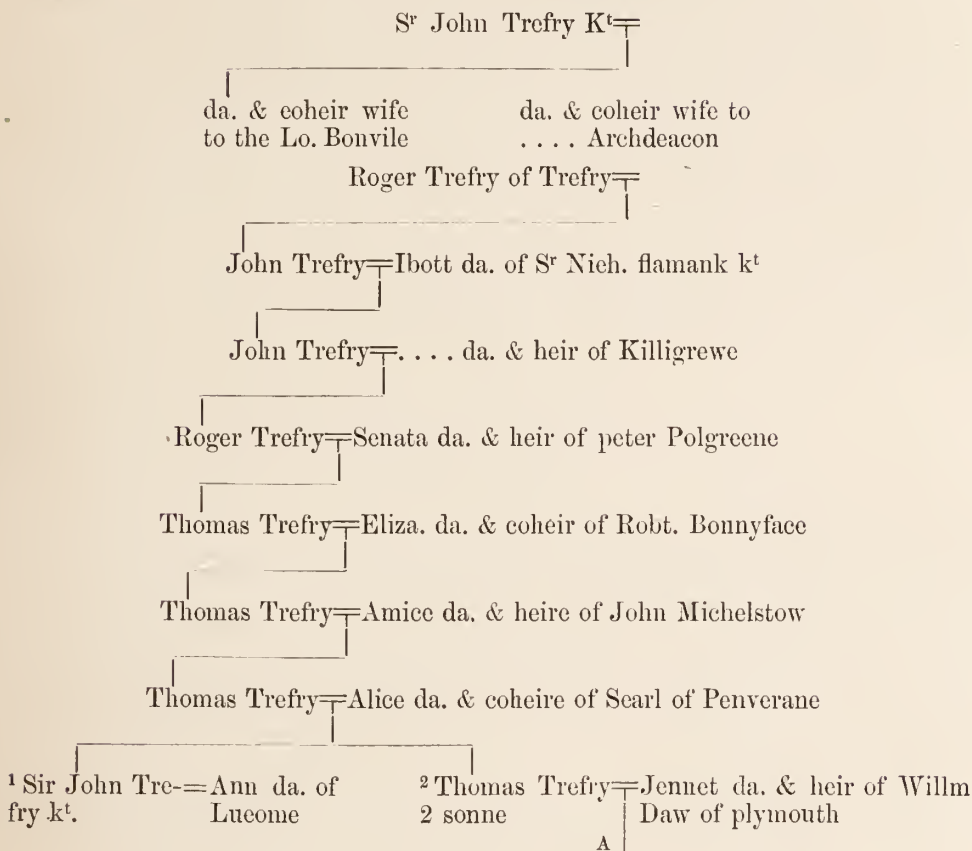 Sʳ John Trefry Kᵗ
da. & coheir wife to the Lo. Bonvile
da. & coheir wife to .... Archdeacon
Roger Trefry of Trefry
John Trefry=Ibott da. of Sʳ Nich. flamank kᵗ
John Trefry=.... da. & heir of Killigrewe
Roger Trefry=Senata da. & heir of peter Polgreene
Thomas Trefry=Eliza. da. & coheir of Robt. Bonnyface
Thomas Trefry=Amice da. & heire of John Michelstow
Thomas Trefry=Alice da. & coheire of Searl of Penverane
¹ Sir John Tre-=Ann da. of
fry kᵗ. Lucome
² Thomas Trefry=Jennet da. & heir of Willm
2 sonne Daw of plymouth
A